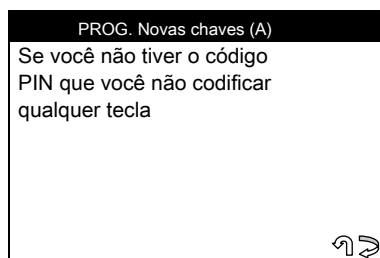 PROG. Novas chaves (A)
Se você não tiver o código
PIN que você não codificar
qualquer tecla